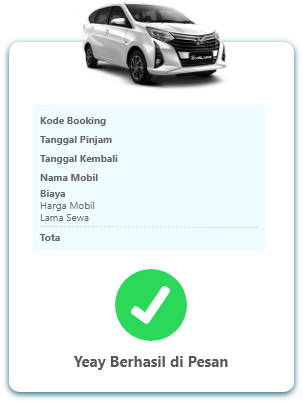 Kode Booking
Tanggal Pinjam
Tanggal Kembali
Nama Mobil
Biaya
Harga Mobil
Lama Sewa
Tota
Yeay Berhasil di Pesan